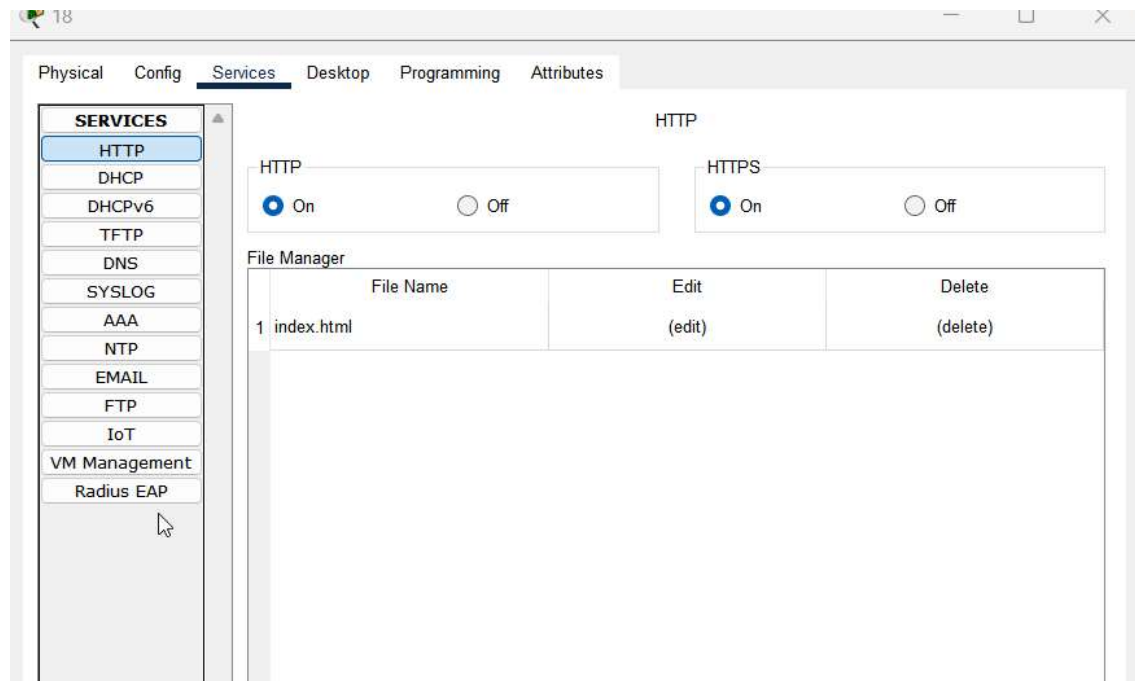 18
Physical Config Services Desktop Programming Attributes
SERVICES
HTTP
DHCP
DHCPv6
TFTP
DNS
SYSLOG
AAA
NTP
EMAIL
FTP
IoT
VM Management
Radius EAP
HTTP
HTTP
On Off
HTTPS
On Off
File Manager
File Name Edit Delete
1 index.html (edit) (delete)